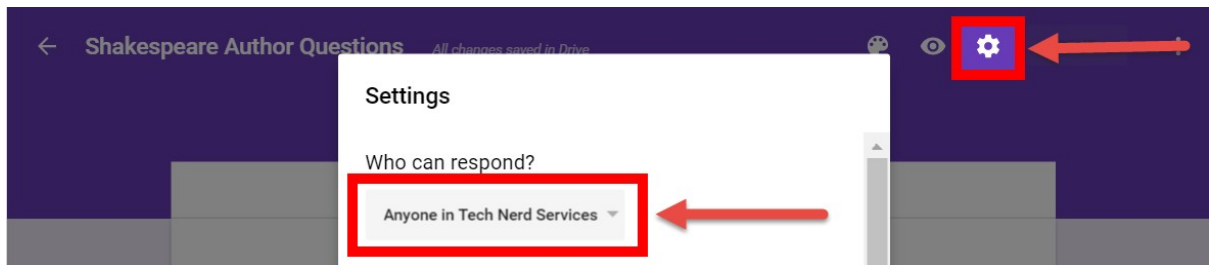 Shakespeare Author Questions All changes saved in Drive
Settings
Who can respond?
Anyone in Tech Nerd Services